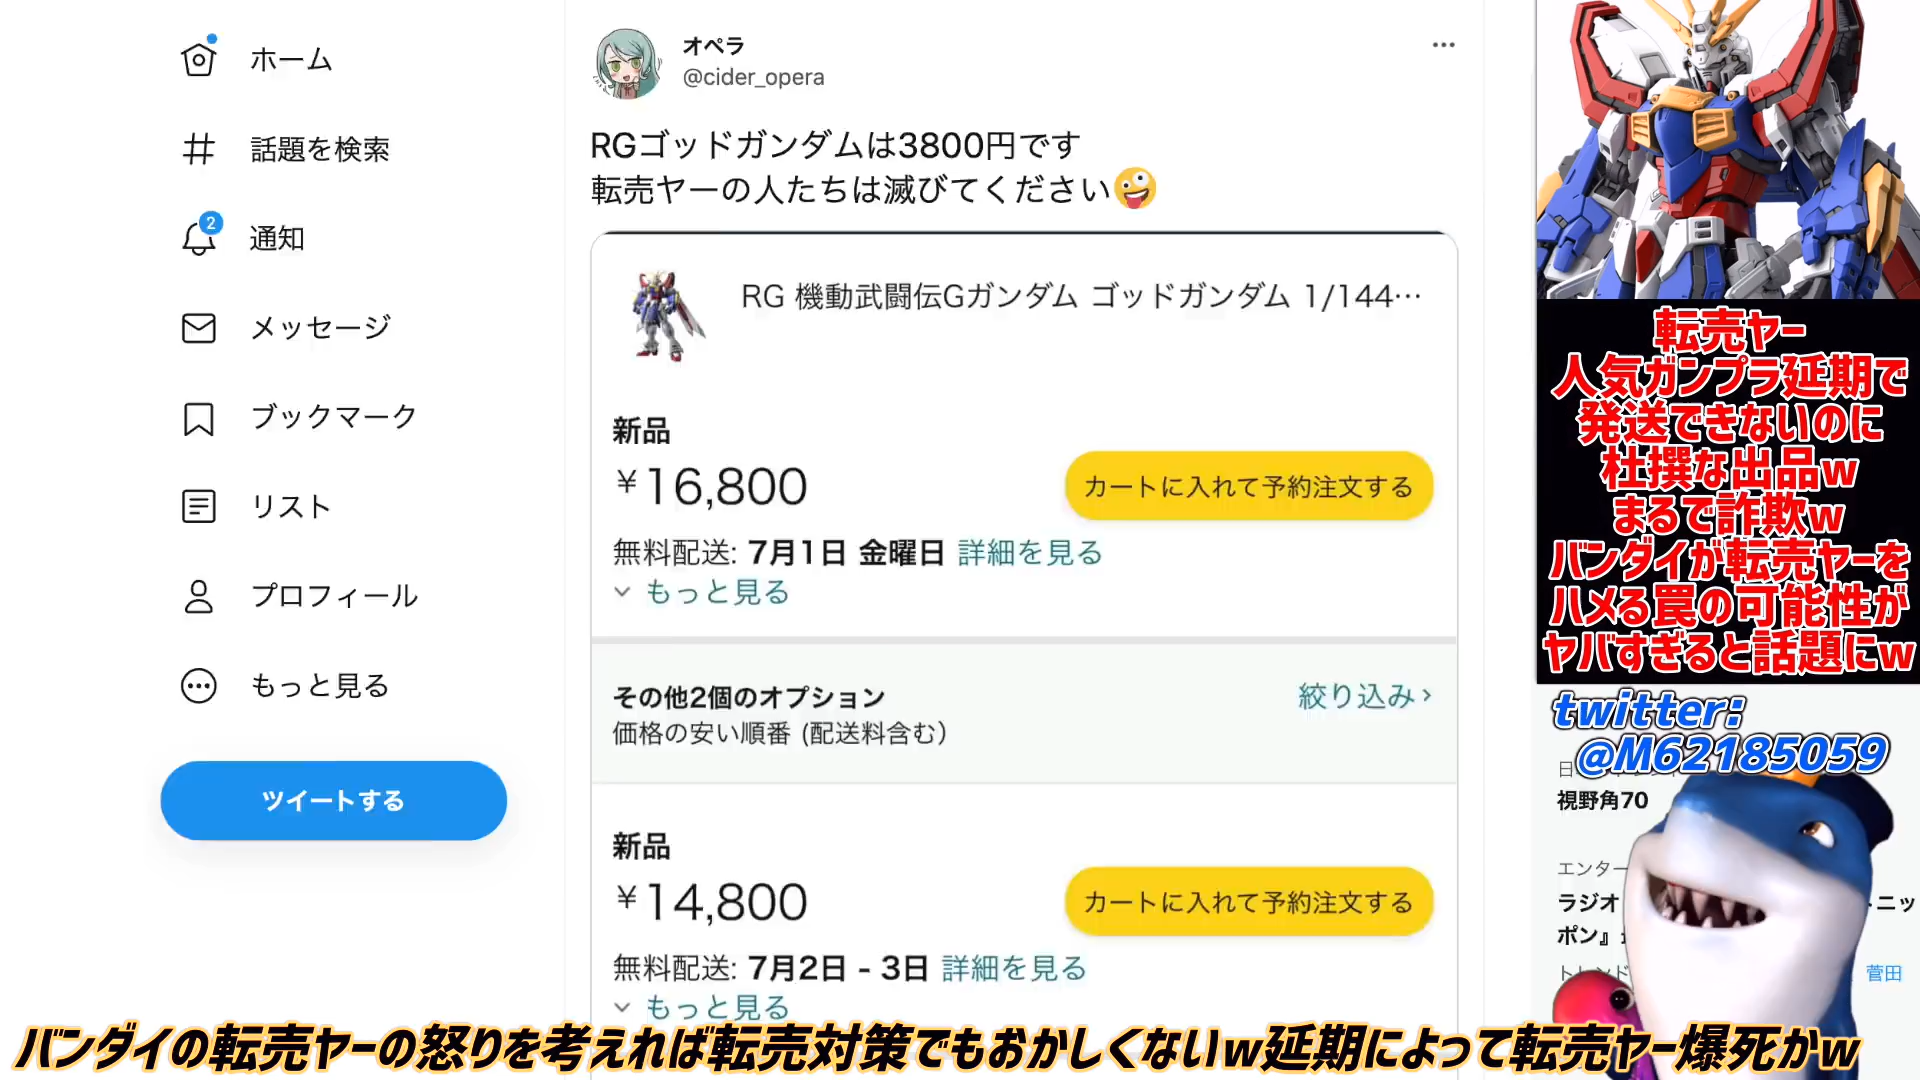 ホーム
話題を検索
2
通知
メッセージ
ブックマーク
リスト
プロフィール
もっと見る
ツイートする
オペラ
@cider_opera
RGゴッドガンダムは3800円です
転売ヤーの人たちは滅びてください🤪
RG 機動武闘伝Gガンダム ゴッドガンダム 1/144…
新品
¥16,800
カートに入れて予約注文する
無料配送: 7月1日 金曜日 詳細を見る
もっと見る
その他2個のオプション
価格の安い順番 (配送料含む)
絞り込み
新品
¥14,800
カートに入れて予約注文する
無料配送: 7月2日 - 3日 詳細を見る
もっと見る
転売ヤー
人気ガンプラ延期で
発送できないのに
杜撰な出品w
まるで詐欺w
バンダイが転売ヤーを
ハメる罠の可能性が
ヤバすぎると話題にw
twitter:
@M62185059
視野角70
エンター
ラジオ
ニッ
ポン』
トレンド
菅田
バンダイの転売ヤーの怒りを考えれば転売対策でもおかしくないw延期によって転売ヤー爆死かw